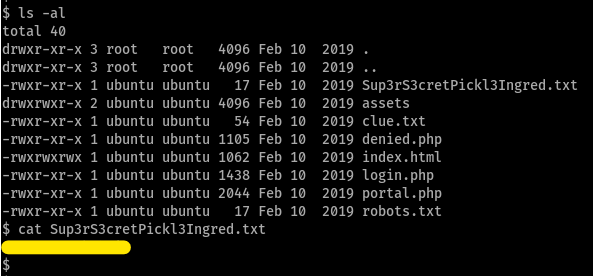 $ ls -al
total 40
drwxr-xr-x 3 root   root   4096 Feb 10  2019 .
drwxr-xr-x 3 root   root   4096 Feb 10  2019 ..
-rwxr-xr-x 1 ubuntu ubuntu   17 Feb 10  2019 Sup3rS3cretPickl3Ingred.txt
drwxrwxr-x 2 ubuntu ubuntu 4096 Feb 10  2019 assets
-rwxr-xr-x 1 ubuntu ubuntu   54 Feb 10  2019 clue.txt
-rwxr-xr-x 1 ubuntu ubuntu 1105 Feb 10  2019 denied.php
-rwxrwxrwx 1 ubuntu ubuntu 1062 Feb 10  2019 index.html
-rwxr-xr-x 1 ubuntu ubuntu 1438 Feb 10  2019 login.php
-rwxr-xr-x 1 ubuntu ubuntu 2044 Feb 10  2019 portal.php
-rwxr-xr-x 1 ubuntu ubuntu   17 Feb 10  2019 robots.txt
$ cat Sup3rS3cretPickl3Ingred.txt
$